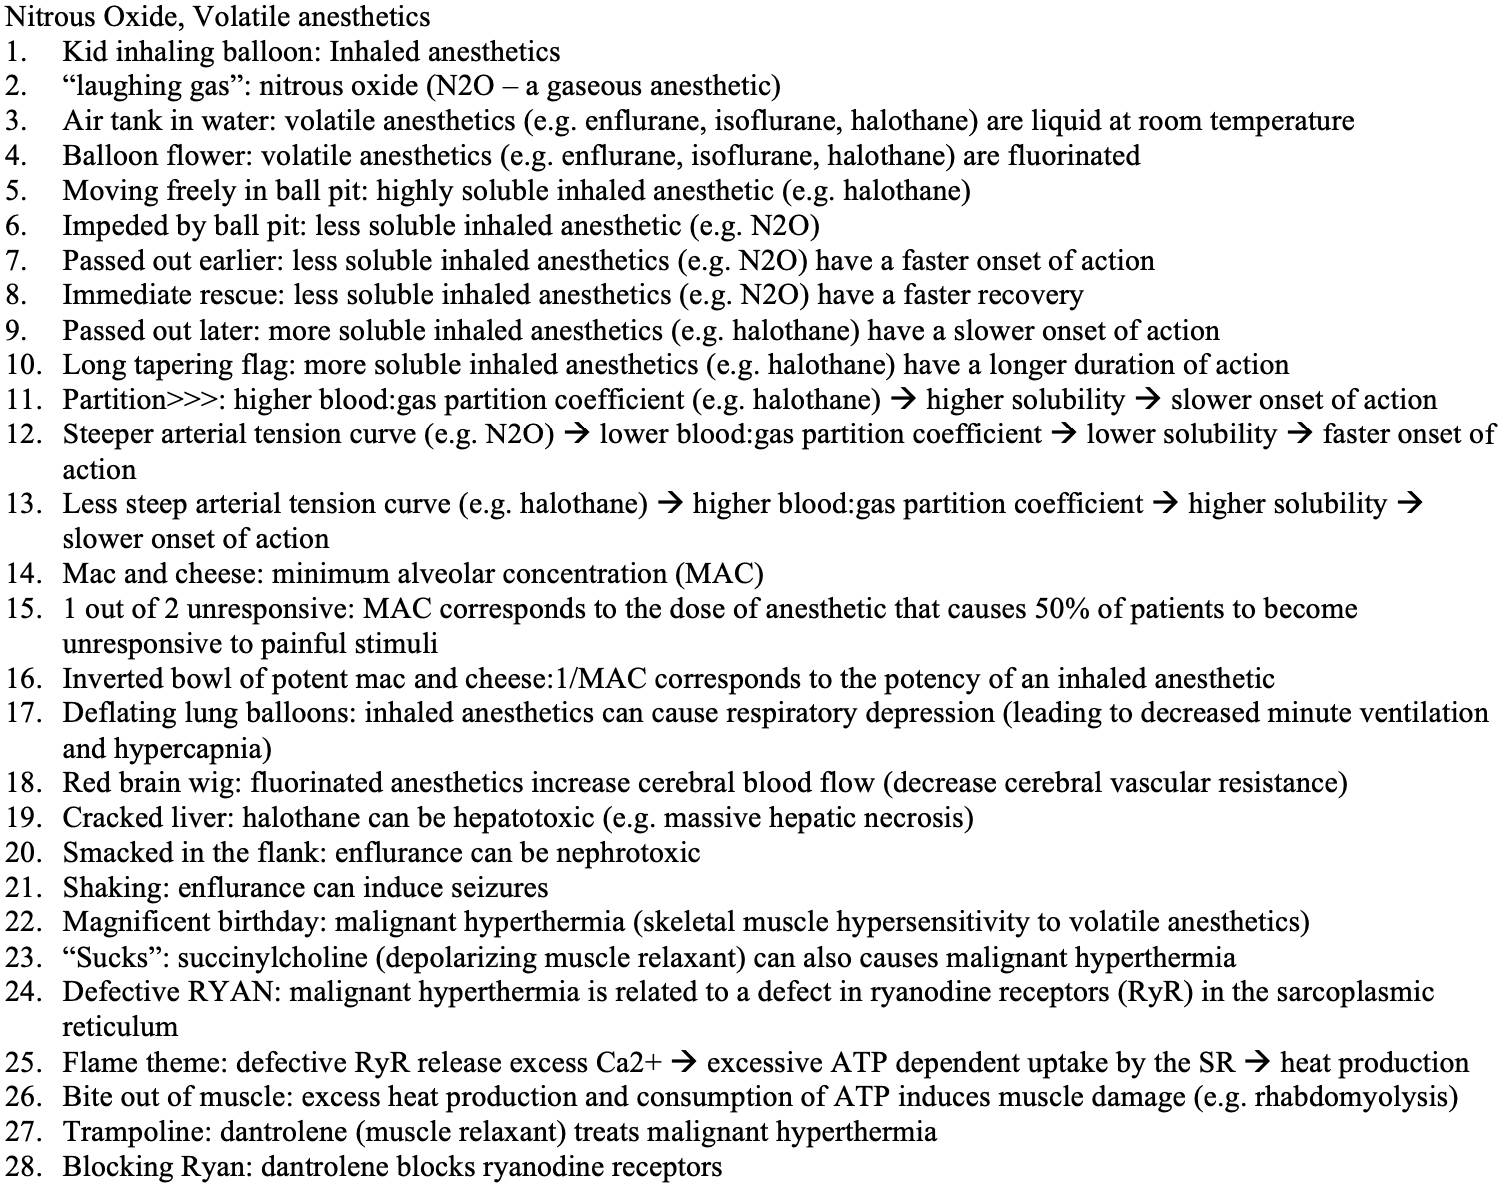 Nitrous Oxide, Volatile anesthetics
1. Kid inhaling balloon: Inhaled anesthetics
2. “laughing gas”: nitrous oxide (N2O – a gaseous anesthetic)
3. Air tank in water: volatile anesthetics (e.g. enflurane, isoflurane, halothane) are liquid at room temperature
4. Balloon flower: volatile anesthetics (e.g. enflurane, isoflurane, halothane) are fluorinated
5. Moving freely in ball pit: highly soluble inhaled anesthetic (e.g. halothane)
6. Impeded by ball pit: less soluble inhaled anesthetic (e.g. N2O)
7. Passed out earlier: less soluble inhaled anesthetics (e.g. N2O) have a faster onset of action
8. Immediate rescue: less soluble inhaled anesthetics (e.g. N2O) have a faster recovery
9. Passed out later: more soluble inhaled anesthetics (e.g. halothane) have a slower onset of action
10. Long tapering flag: more soluble inhaled anesthetics (e.g. halothane) have a longer duration of action
11. Partition>>>: higher blood:gas partition coefficient (e.g. halothane) → higher solubility → slower onset of action
12. Steeper arterial tension curve (e.g. N2O) → lower blood:gas partition coefficient → lower solubility → faster onset of
action
13. Less steep arterial tension curve (e.g. halothane) → higher blood:gas partition coefficient → higher solubility →
slower onset of action
14. Mac and cheese: minimum alveolar concentration (MAC)
15. 1 out of 2 unresponsive: MAC corresponds to the dose of anesthetic that causes 50% of patients to become
unresponsive to painful stimuli
16. Inverted bowl of potent mac and cheese:1/MAC corresponds to the potency of an inhaled anesthetic
17. Deflating lung balloons: inhaled anesthetics can cause respiratory depression (leading to decreased minute ventilation
and hypercapnia)
18. Red brain wig: fluorinated anesthetics increase cerebral blood flow (decrease cerebral vascular resistance)
19. Cracked liver: halothane can be hepatotoxic (e.g. massive hepatic necrosis)
20. Smacked in the flank: enflurance can be nephrotoxic
21. Shaking: enflurance can induce seizures
22. Magnificent birthday: malignant hyperthermia (skeletal muscle hypersensitivity to volatile anesthetics)
23. “Sucks”: succinylcholine (depolarizing muscle relaxant) can also causes malignant hyperthermia
24. Defective RYAN: malignant hyperthermia is related to a defect in ryanodine receptors (RyR) in the sarcoplasmic
reticulum
25. Flame theme: defective RyR release excess Ca2+ → excessive ATP dependent uptake by the SR → heat production
26. Bite out of muscle: excess heat production and consumption of ATP induces muscle damage (e.g. rhabdomyolysis)
27. Trampoline: dantrolene (muscle relaxant) treats malignant hyperthermia
28. Blocking Ryan: dantrolene blocks ryanodine receptors